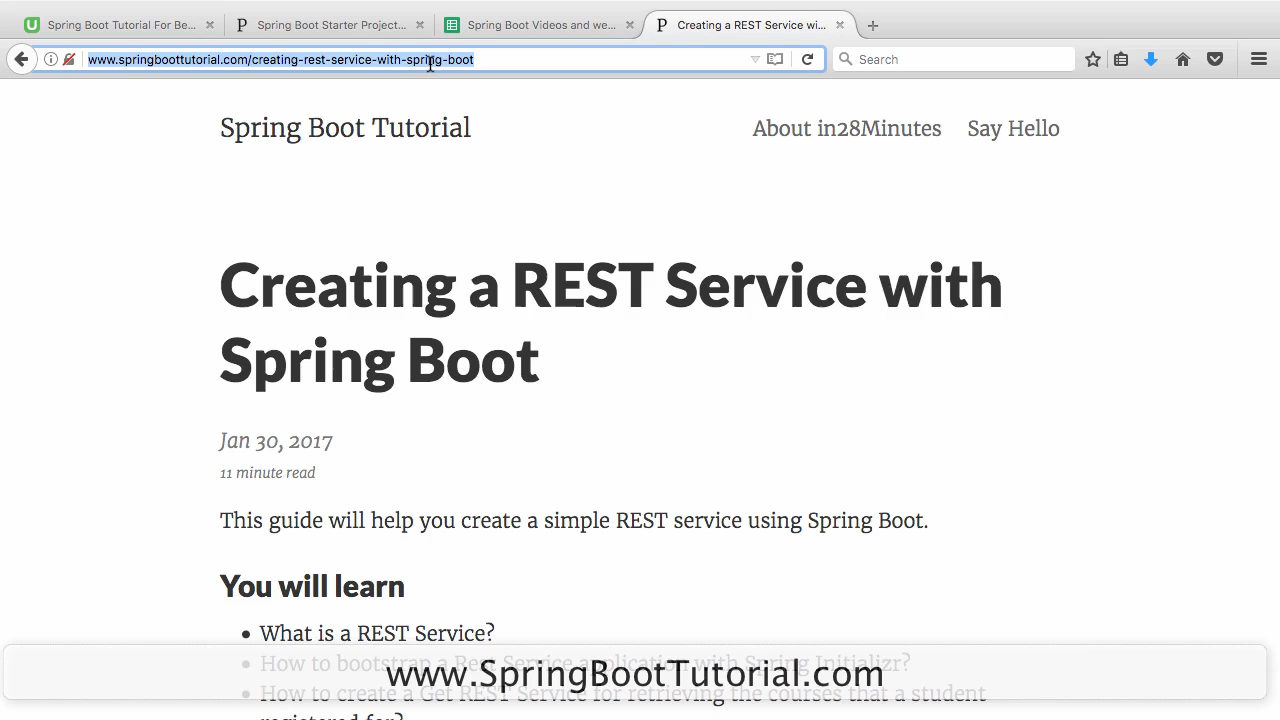 Spring Boot Tutorial For Be...
Spring Boot Starter Project...
Spring Boot Videos and we...
Creating a REST Service wi...
www.springboottutorial.com/creating-rest-service-with-spring-boot
Search
Spring Boot Tutorial
About in28Minutes
Say Hello
Creating a REST Service with
Spring Boot
Jan 30, 2017
11 minute read
This guide will help you create a simple REST service using Spring Boot.
You will learn
• What is a REST Service?
• How to bootstrap a Rest Service application with Spring Initializr?
www.SpringBootTutorial.com
• How to create a Get REST Service for retrieving the courses that a student
registered for?